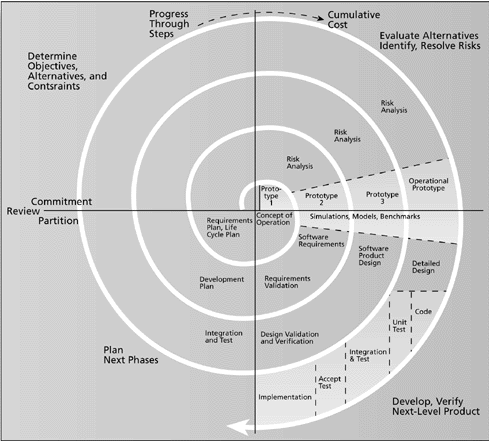 Progress
Through
Steps
Cumulative
Cost
Determine
Objectives,
Alternatives, and
Contsraints
Evaluate Alternatives
Identify, Resolve Risks
Risk
Analysis
Risk
Analysis
Risk
Analysis
Proto-
type
1
Prototype
2
Prototype
3
Operational
Prototype
Commitment
Review
Partition
Requirements
Plan, Life
Cycle Plan
Concept of
Operation
Simulations, Models, Benchmarks
Software
Requirements
Software
Product
Design
Detailed
Design
Development
Plan
Requirements
Validation
Integration
and Test
Design Validation
and Verification
Code
Unit
Test
Integration
& Test
Accept
Test
Implementation
Plan
Next Phases
Develop, Verify
Next-Level Product